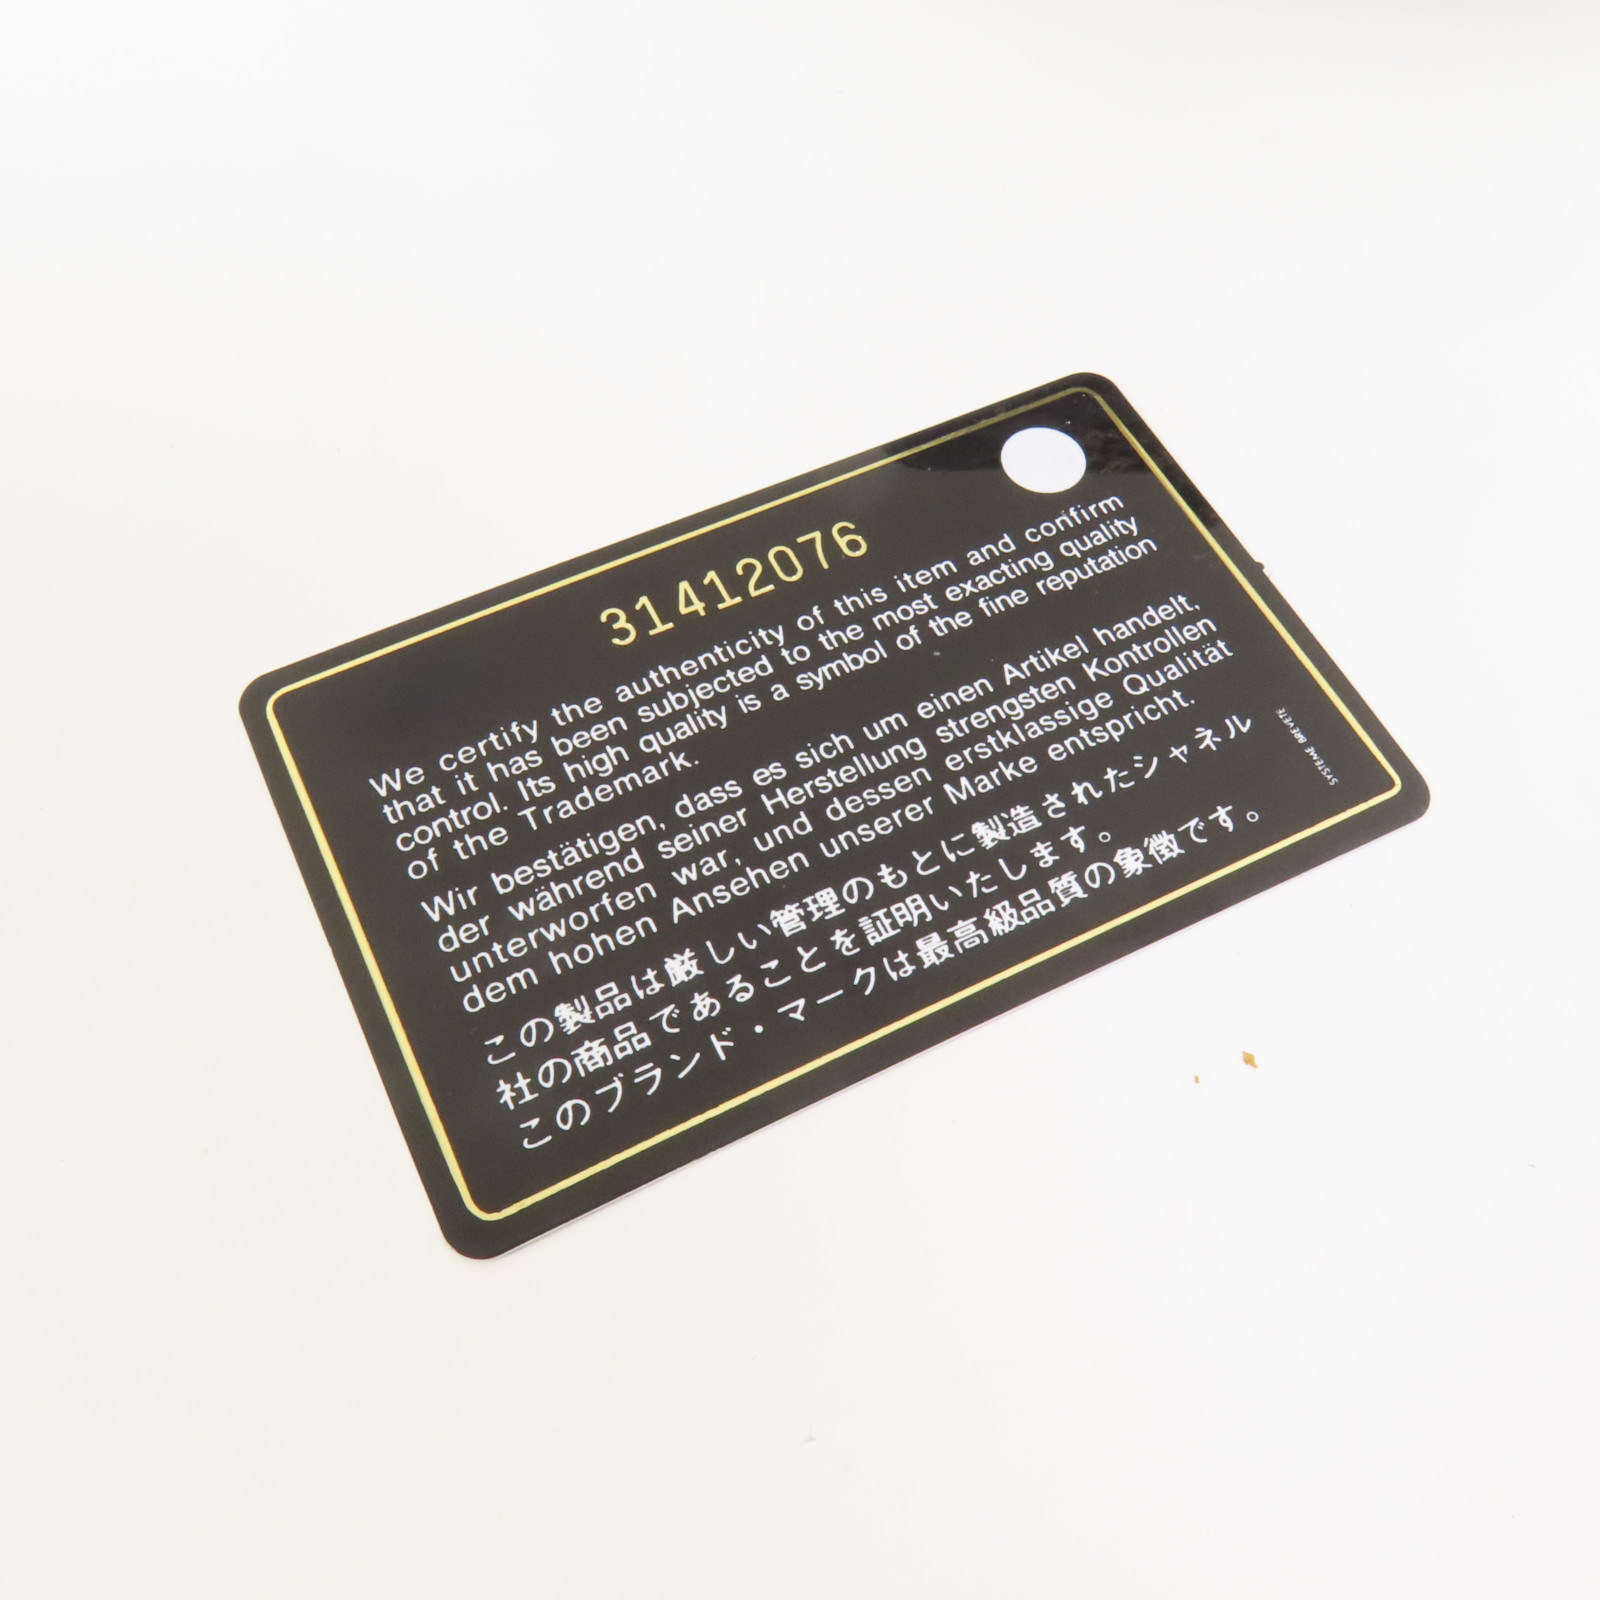 31412076
We certify the authenticity of this item and confirm
that it has been subjected to the most exacting quality
control. Its high quality is a symbol of the fine reputation
of the Trademark.
Wir bestätigen, dass es sich um einen Artikel handelt,
der während seiner Herstellung strengsten Kontrollen
unterworfen war, und dessen erstklassige Qualität
dem hohen Ansehen unserer Marke entspricht.
この製品は厳しい管理のもとに製造されたシャネル
社の商品であることを証明いたします。
このブランド・マークは最高級品質の象徴です。
SYSTEME BREVETE